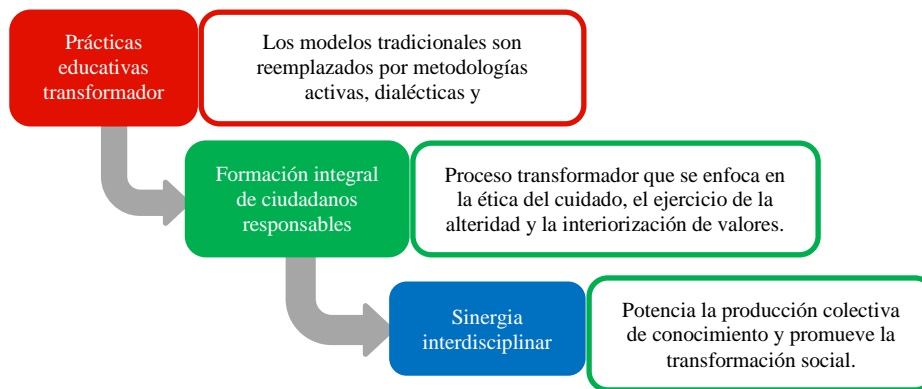 Prácticas
educativas
transformador
Los modelos tradicionales son
reemplazados por metodologías
activas, dialécticas y
Formación integral
de ciudadanos
responsables
Proceso transformador que se enfoca en
la ética del cuidado, el ejercicio de la
alteridad y la interiorización de valores.
Sinergia
interdisciplinar
Potencia la producción colectiva
de conocimiento y promueve la
transformación social.